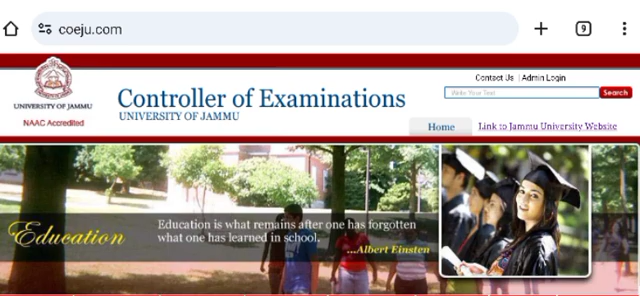 coeju.com
9
Contact Us | Admin Login
Write Your Text
Search
UNIVERSITY OF JAMMU
NAAC Accredited
Controller of Examinations
UNIVERSITY OF JAMMU
Home
Link to Jammu University Website
Education
Education is what remains after one has forgotten
what one has learned in school.
...Albert Einsten